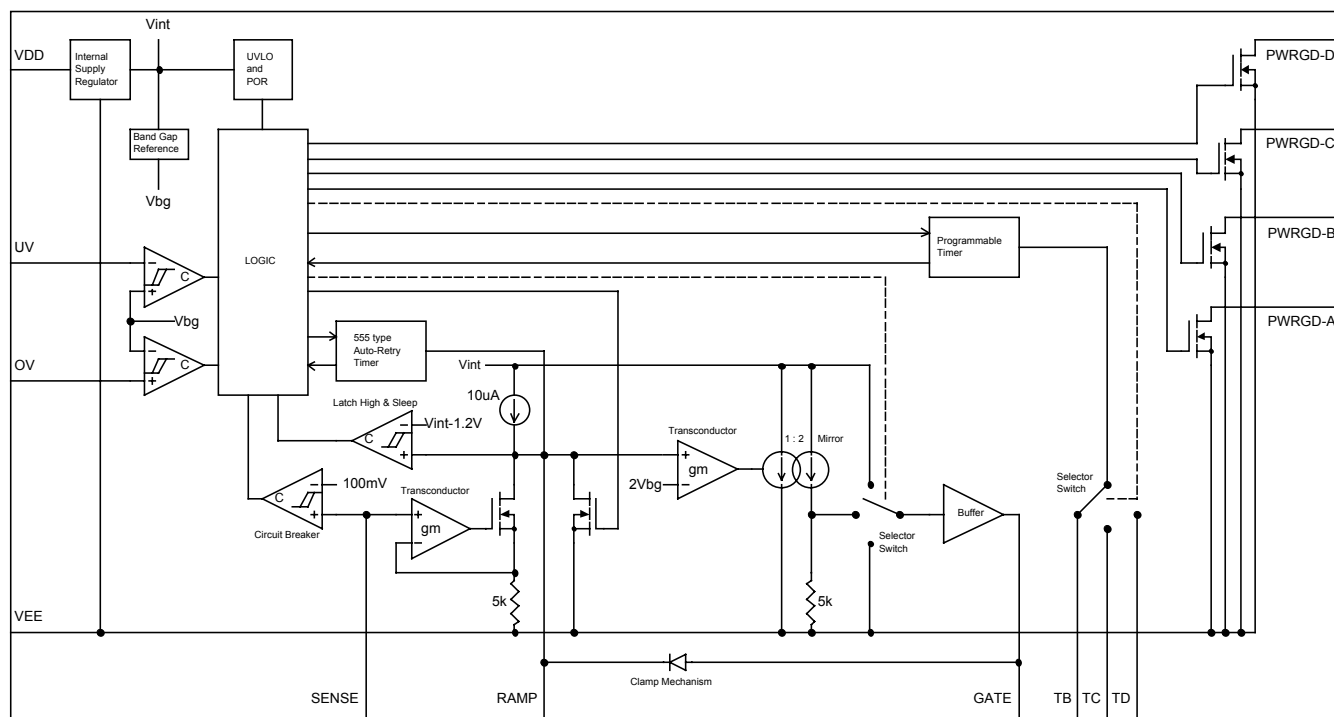 Vint
VDD
Internal
Supply
Regulator
UVLO
and
POR
PWRGD-D
Band Gap
Reference
PWRGD-C
Vbg
UV
C
LOGIC
Programmable
Timer
PWRGD-B
Vbg
OV
C
555 type
Auto-Retry
Timer
PWRGD-A
Vint
10uA
Latch High & Sleep
C
Vint-1.2V
Transconductor
1 : 2 Mirror
gm
2Vbg
100mV
C
Circuit Breaker
Transconductor
gm
Selector
Switch
Buffer
Selector
Switch
5k
5k
VEE
Clamp Mechanism
SENSE
RAMP
GATE
TB
TC
TD